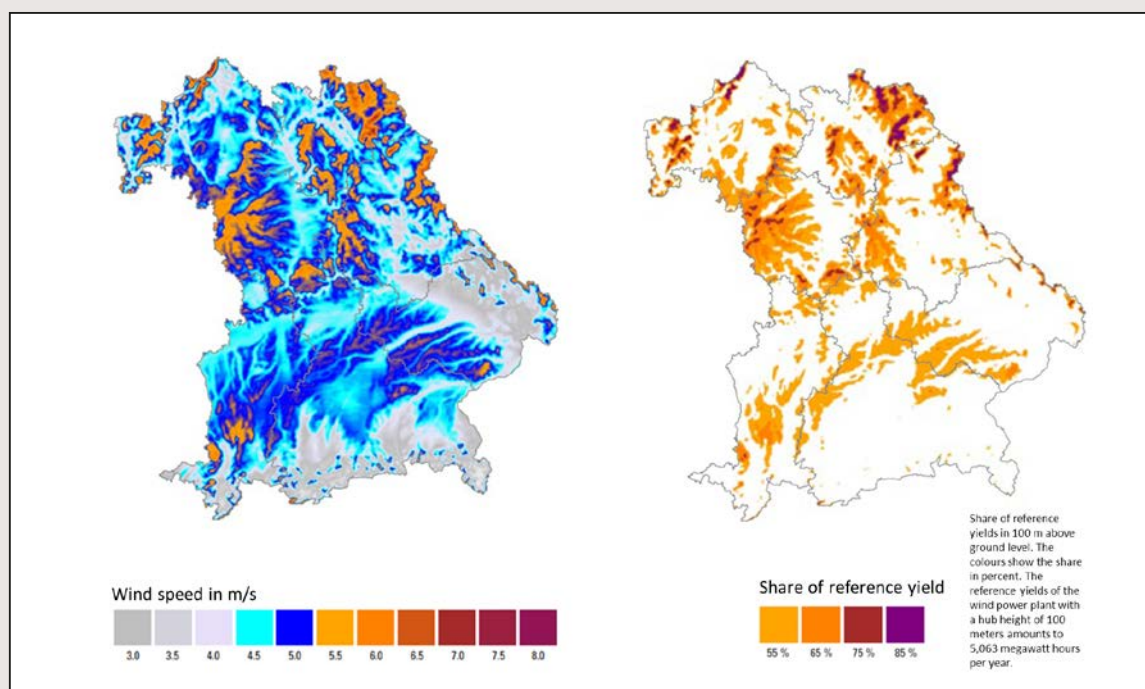 Wind speed in m/s
3.0 3.5 4.0 4.5 5.0 5.5 6.0 6.5 7.0 7.5 8.0
Share of reference yield
55 % 65 % 75 % 85 %
Share of reference
yields in 100 m above
ground level. The
colours show the share
in percent. The
reference yields of the
wind power plant with
a hub height of 100
meters amounts to
5,063 megawatt hours
per year.